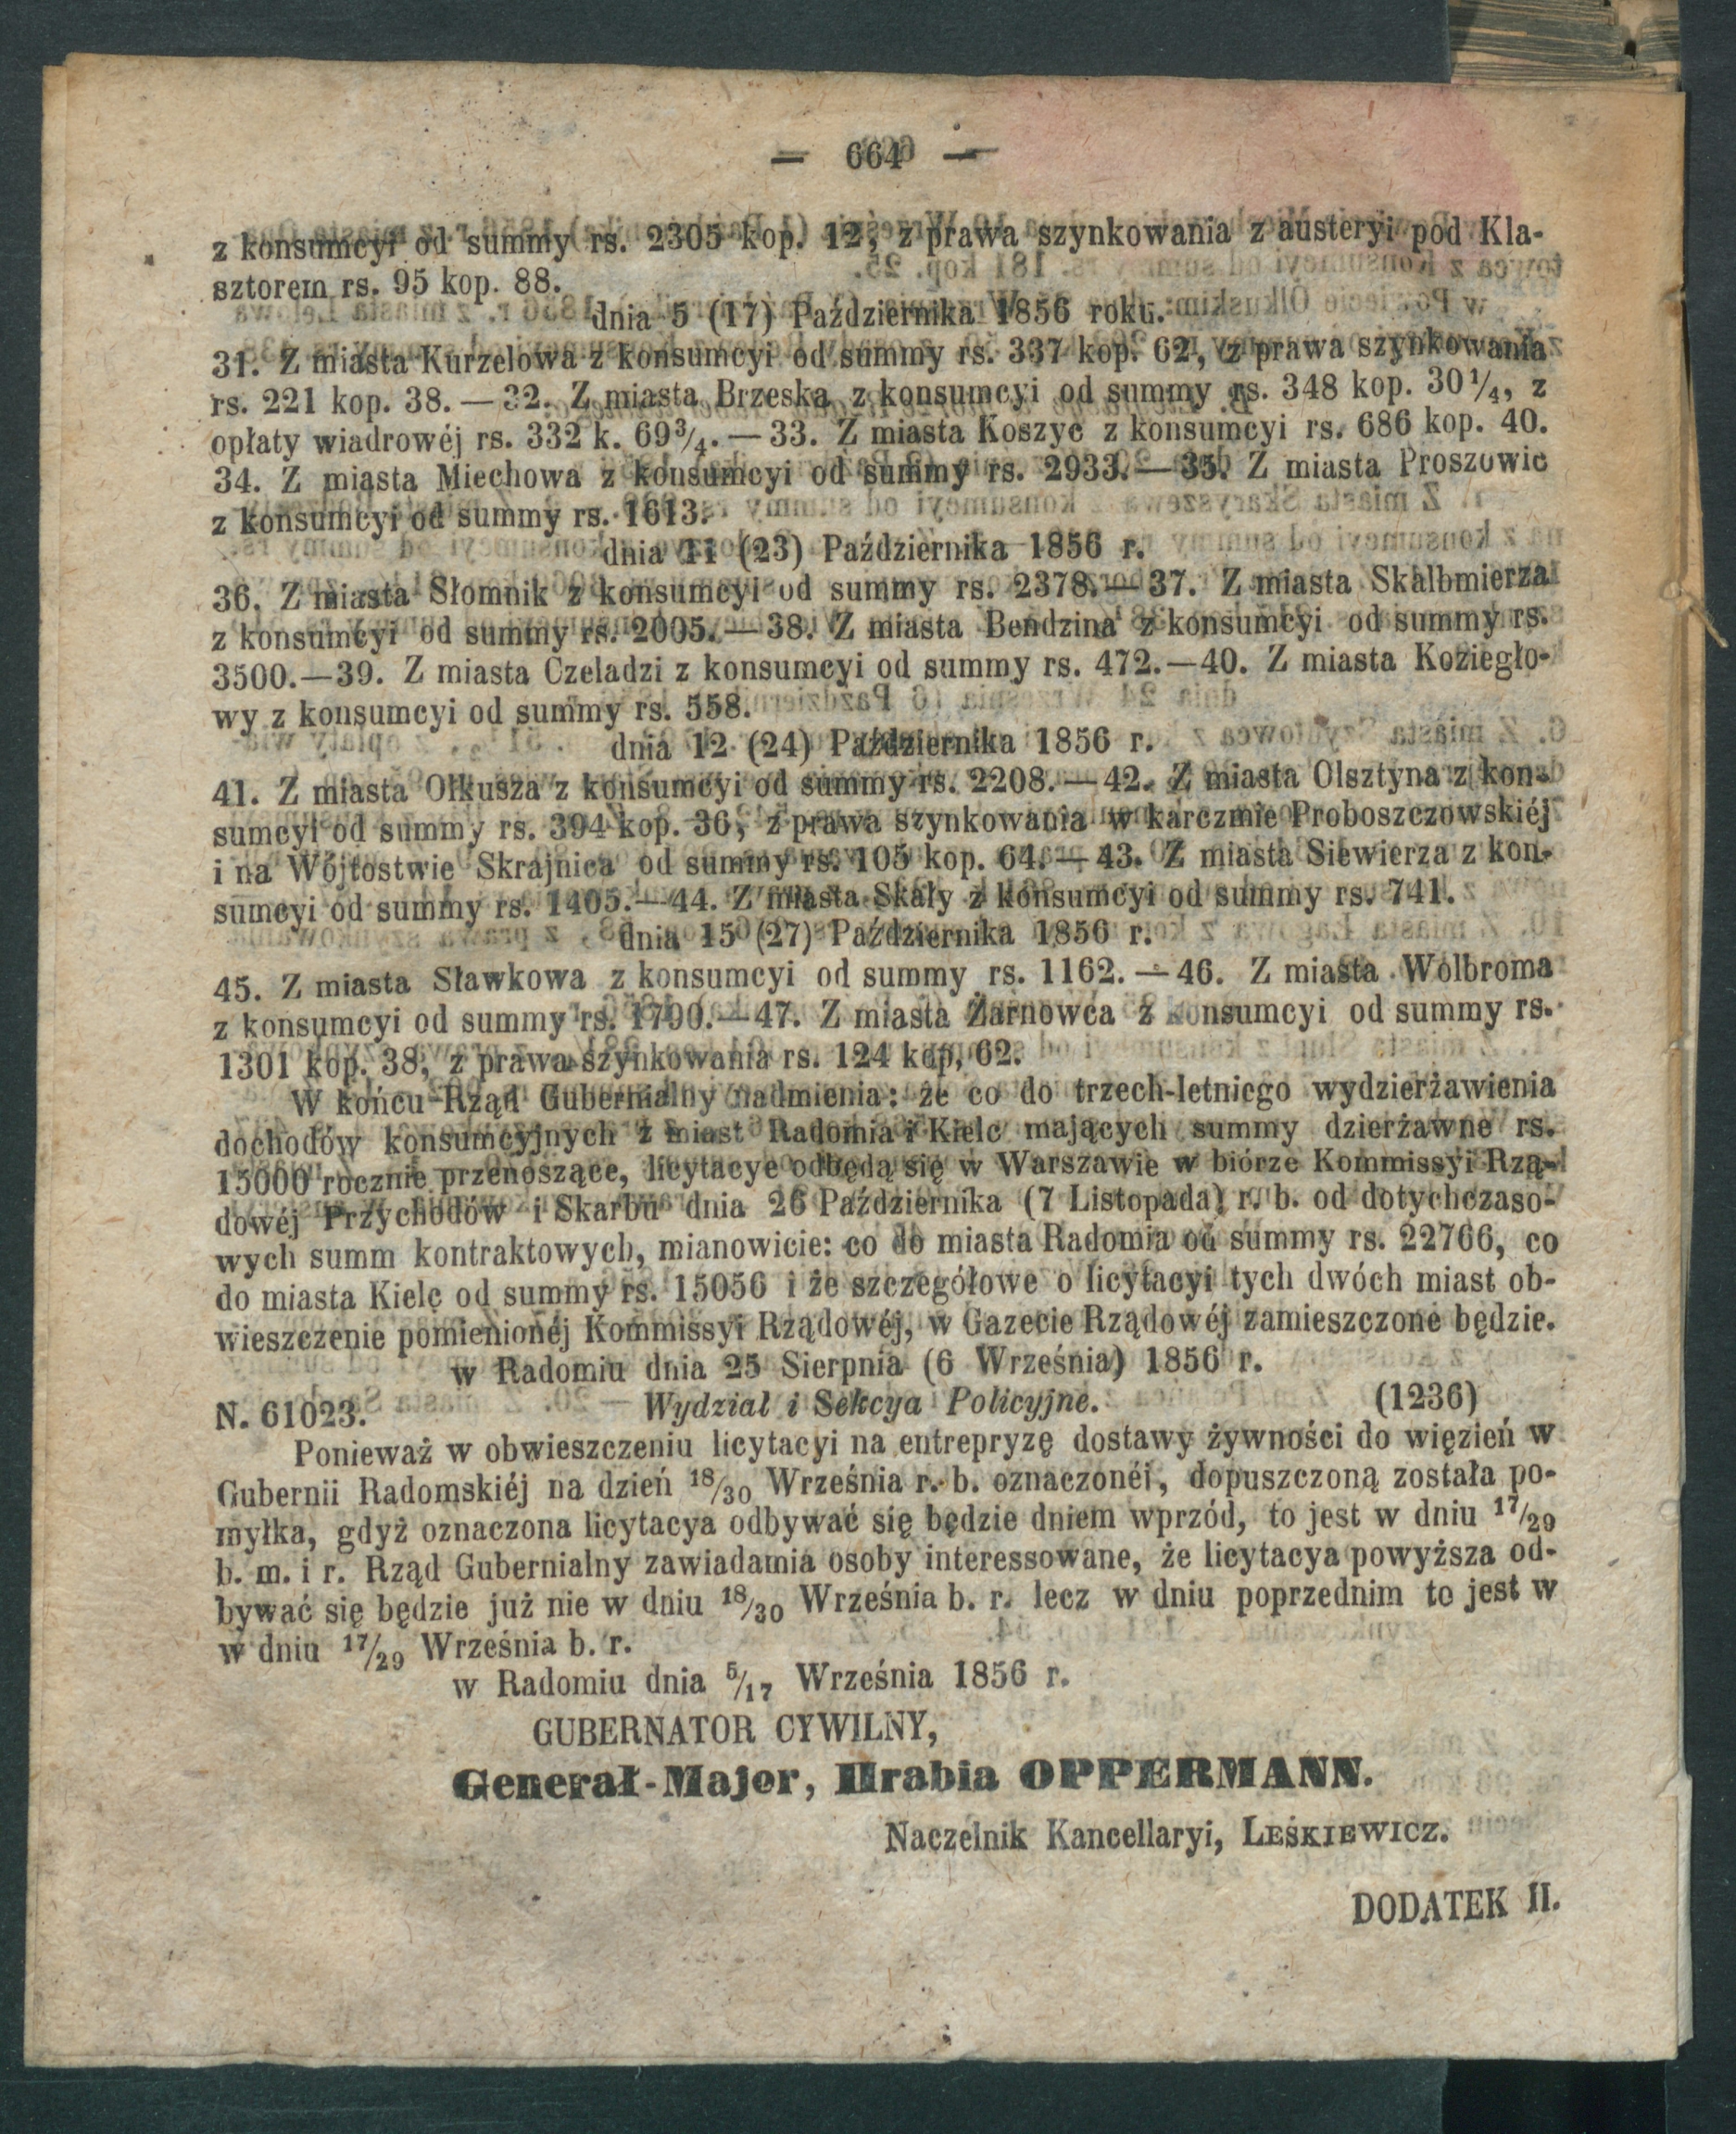 — 664 —
z konsumcyi od summy rs. 2305 kop. 12, z prawa szynkowania z austeryi pod Kla-
sztorem rs. 95 kop. 88.
dnia 5 (17) Października 1856 roku.
31. Z miasta Kurzelowa z konsumcyi od summy rs. 337 kop. 62, z prawa szynkowania
rs. 221 kop. 38. — 32. Z miasta Brzeska z konsumcyi od summy rs. 348 kop. 30¼, z
opłaty wiadrowéj rs. 332 k. 69¾. — 33. Z miasta Koszyc z konsumcyi rs. 686 kop. 40.
34. Z miasta Miechowa z konsumcyi od summy rs. 2933. — 35. Z miasta Proszowic
z konsumcyi od summy rs. 1613.
dnia 11 (23) Października 1856 r.
36. Z miasta Słomnik z konsumcyi od summy rs. 2378. — 37. Z miasta Skalbmierza
z konsumcyi od summy rs. 2005. — 38. Z miasta Bendzina z konsumcyi od summy rs.
3500.—39. Z miasta Czeladzi z konsumcyi od summy rs. 472.—40. Z miasta Koziegło-
wy z konsumcyi od summy rs. 558.
dnia 12 (24) Października 1856 r.
41. Z miasta Olkusza z konsumcyi od summy rs. 2208. — 42. Z miasta Olsztyna z kon-
sumcyi od summy rs. 394 kop. 36, z prawa szynkowania w karczmie Proboszczowskiéj
i na Wójtostwie Skrajnica od summy rs. 105 kop. 64. — 43. Z miasta Siewierza z kon-
sumcyi od summy rs. 1405.—44. Z miasta Skały z konsumcyi od summy rs. 741.
dnia 15 (27) Października 1856 r.
45. Z miasta Sławkowa z konsumcyi od summy rs. 1162. — 46. Z miasta Wolbroma
z konsumcyi od summy rs. 1790.—47. Z miasta Żarnowca z konsumcyi od summy rs.
1301 kop. 38, z prawa szynkowania rs. 124 kop, 62.
W końcu Rząd Gubernialny nadmienia: że co do trzech-letniego wydzierżawienia
dochodów konsumcyjnych z miast Radomia i Kielc mających summy dzierżawne rs.
15000 rocznie przenoszące, licytacye odbędą się w Warszawie w biórze Kommissyi Rzą-
dowéj Przychodów i Skarbu dnia 26 Października (7 Listopada) r. b. od dotychczaso-
wych summ kontraktowych, mianowicie: co do miasta Radomia od summy rs. 22766, co
do miasta Kielc od summy rs. 15056 i że szczegółowe o licytacyi tych dwóch miast ob-
wieszczenie pomienionéj Kommissyi Rządowéj, w Gazecie Rządowéj zamieszczone będzie.
w Radomiu dnia 25 Sierpnia (6 Września) 1856 r.
N. 61023. Wydział i Sekcya Policyjne. (1236)
Ponieważ w obwieszczeniu licytacyi na entrepryzę dostawy żywności do więzień w
Gubernii Radomskiéj na dzień 18/30 Września r. b. oznaczonéj, dopuszczoną została po-
myłka, gdyż oznaczona licytacya odbywać się będzie dniem wprzód, to jest w dniu 17/29
b. m. i r. Rząd Gubernialny zawiadamia osoby interessowane, że licytacya powyższa od-
bywać się będzie już nie w dniu 18/30 Września b. r. lecz w dniu poprzednim to jest w
w dniu 17/29 Września b. r.
w Radomiu dnia 5/17 Września 1856 r.
GUBERNATOR CYWILNY,
Generał-Major, Hrabia OPPERMANN.
Naczelnik Kancellaryi, LEŚKIEWICZ.
DODATEK II.